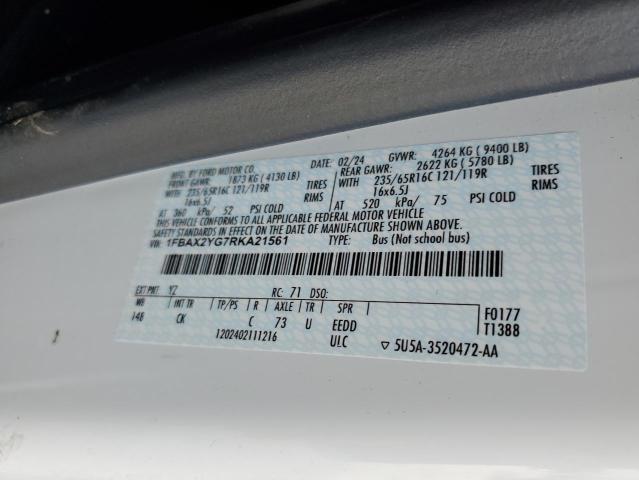 MFG. BY FORD MOTOR CO. 02/24 GVWR: 4264 KG ( 9400 LB)
FRONT GAWR: 1873 KG ( 4130 LB) REAR GAWR: 2622 KG ( 5780 LB)
WITH 235/65R16C 121/119R TIRES WITH 235/65R16C 121/119R TIRES
16x6.5J RIMS 16x6.5J RIMS
AT 360 kPa/ 52 PSI COLD AT 520 kPa/ 75 PSI COLD
THIS VEHICLE CONFORMS TO ALL APPLICABLE FEDERAL MOTOR VEHICLE
SAFETY STANDARDS IN EFFECT ON THE DATE OF MANUFACTURE SHOWN ABOVE.
VIN: 1FBAX2YG7RKA21561 TYPE: Bus (Not School)
EXT PNT: YZ RC: 71 DSO:
WB INT TR TP/PS R AXLE TR SPR F0177
148 CK C 73 U EEDD T1388
1202402111216 ULC ▽ 5U5A-3520472-AA